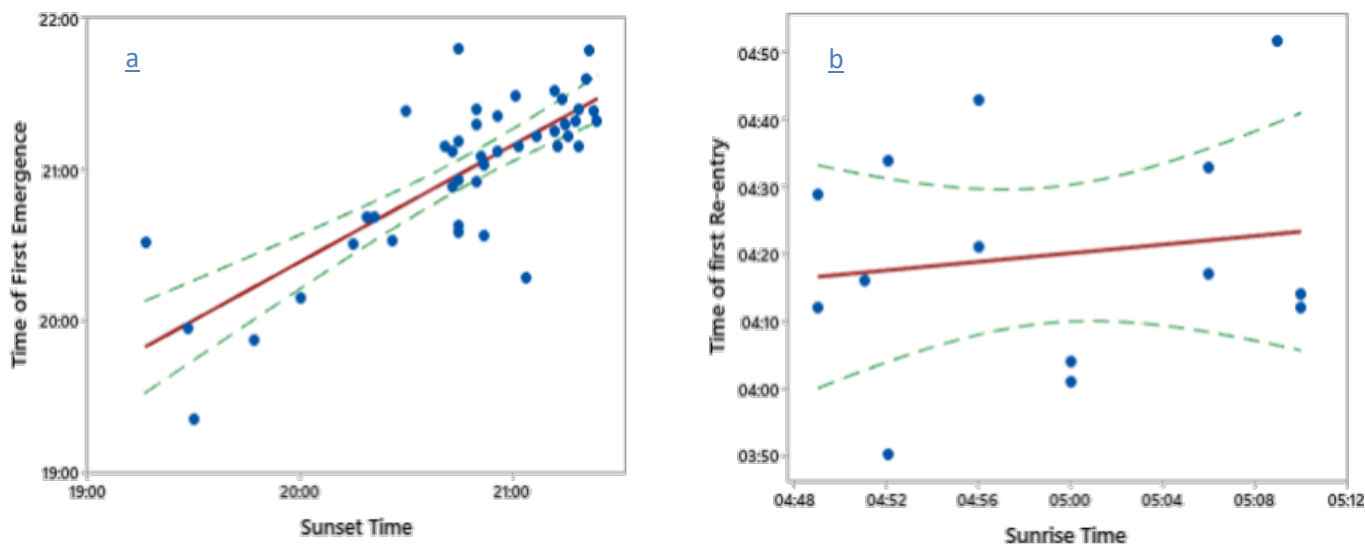 a
Time of First Emergence
22:00
21:00
20:00
19:00
19:00 20:00 21:00
Sunset Time
b
Time of first Re-entry
04:50
04:40
04:30
04:20
04:10
04:00
03:50
04:48 04:52 04:56 05:00 05:04 05:08 05:12
Sunrise Time